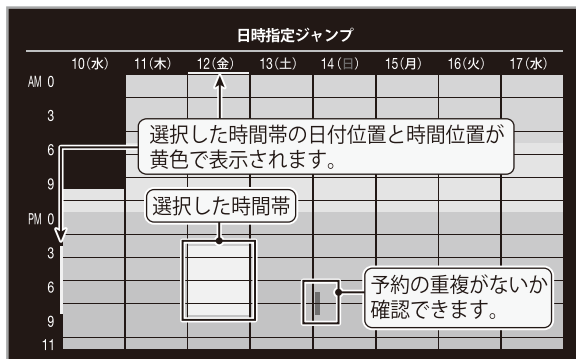 日時指定ジャンプ
10(水) 11(木) 12(金) 13(土) 14(日) 15(月) 16(火) 17(水)
AM 0
3
選択した時間帯の日付位置と時間位置が
黄色で表示されます。
6
9
選択した時間帯
PM 0
3
予約の重複がないか
確認できます。
6
9
11